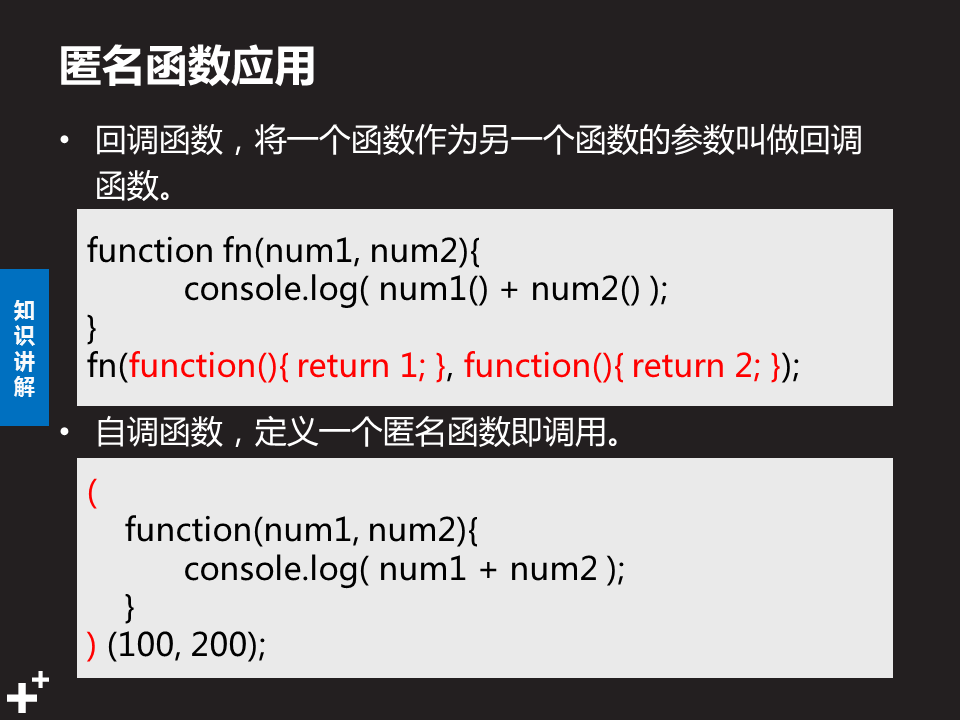 匿名函数应用
• 回调函数，将一个函数作为另一个函数的参数叫做回调
函数。
function fn(num1, num2){
console.log( num1() + num2() );
}
fn(function(){ return 1; }, function(){ return 2; });
知
识
讲
解
• 自调函数，定义一个匿名函数即调用。
(
function(num1, num2){
console.log( num1 + num2 );
}
) (100, 200);